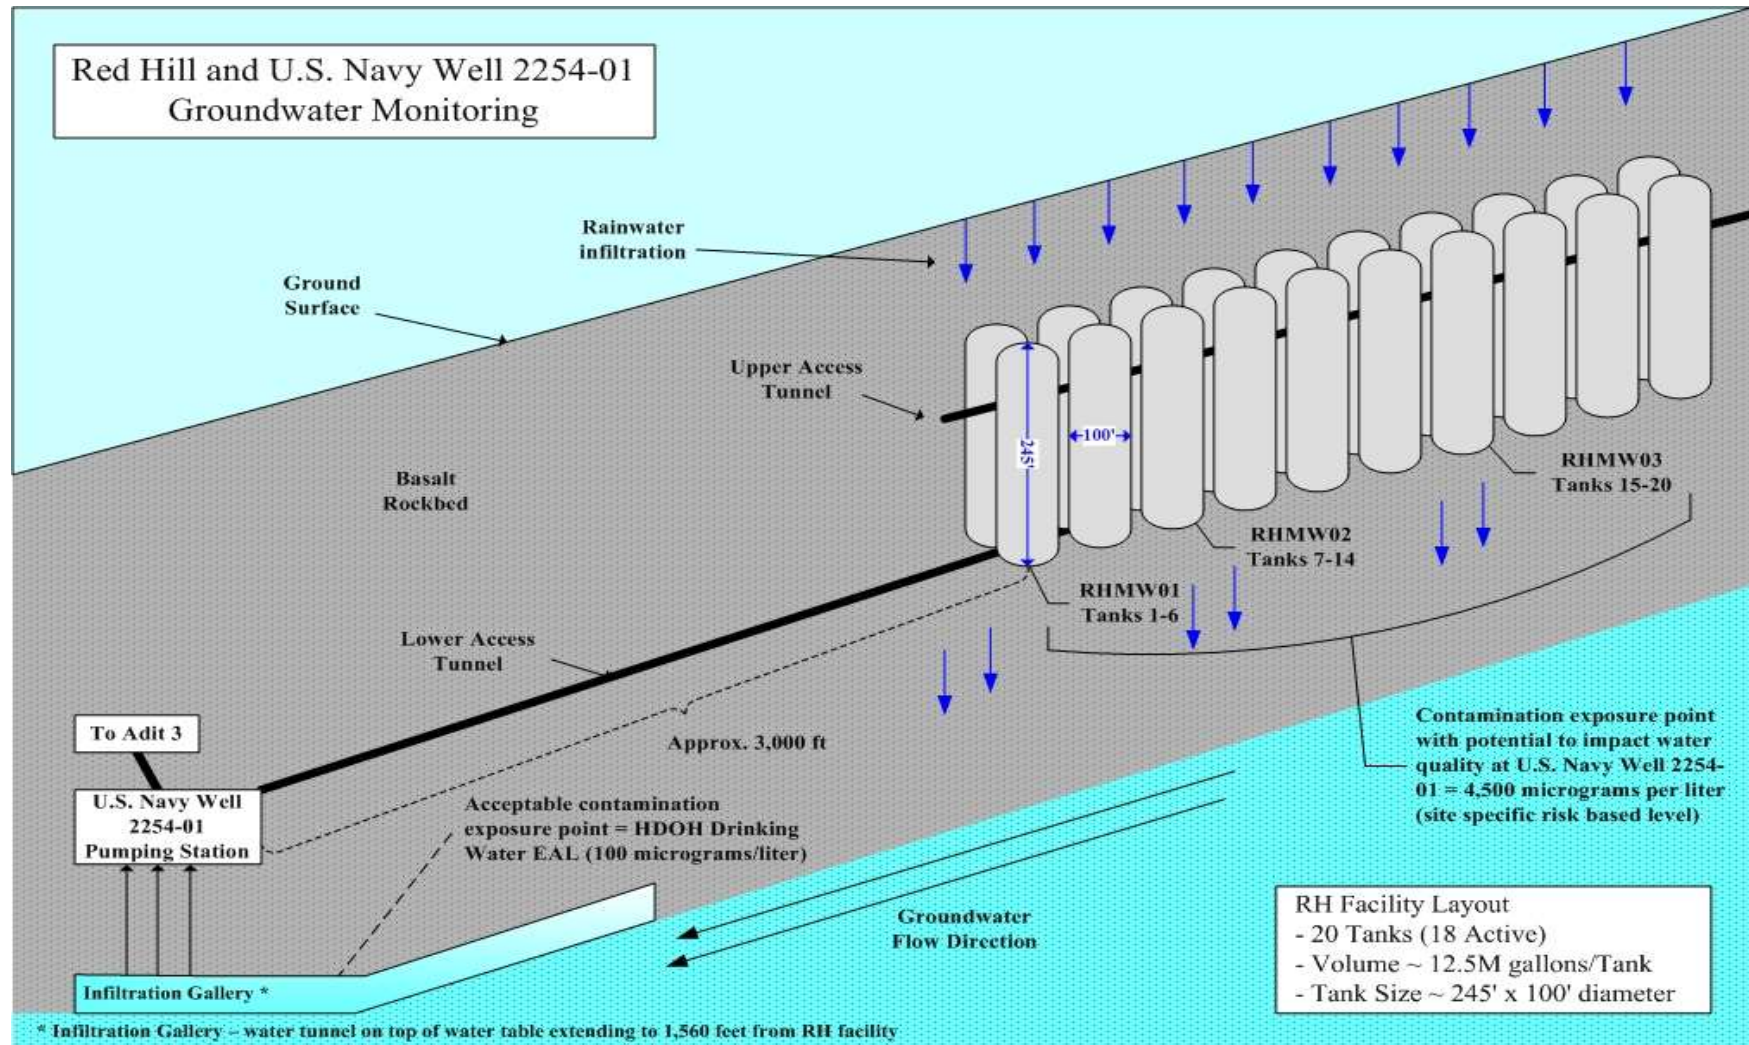 Red Hill and U.S. Navy Well 2254-01
Groundwater Monitoring
Rainwater
infiltration
Ground
Surface
Upper Access
Tunnel
245'
100'
Basalt
Rockbed
RHMW03
Tanks 15-20
RHMW02
Tanks 7-14
RHMW01
Tanks 1-6
Lower Access
Tunnel
To Adit 3
Approx. 3,000 ft
Contamination exposure point
with potential to impact water
quality at U.S. Navy Well 2254-
01 = 4,500 micrograms per liter
(site specific risk based level)
U.S. Navy Well
2254-01
Pumping Station
Acceptable contamination
exposure point = HDOH Drinking
Water EAL (100 micrograms/liter)
Groundwater
Flow Direction
RH Facility Layout
- 20 Tanks (18 Active)
- Volume ~ 12.5M gallons/Tank
- Tank Size ~ 245' x 100' diameter
Infiltration Gallery *
* Infiltration Gallery – water tunnel on top of water table extending to 1,560 feet from RH facility